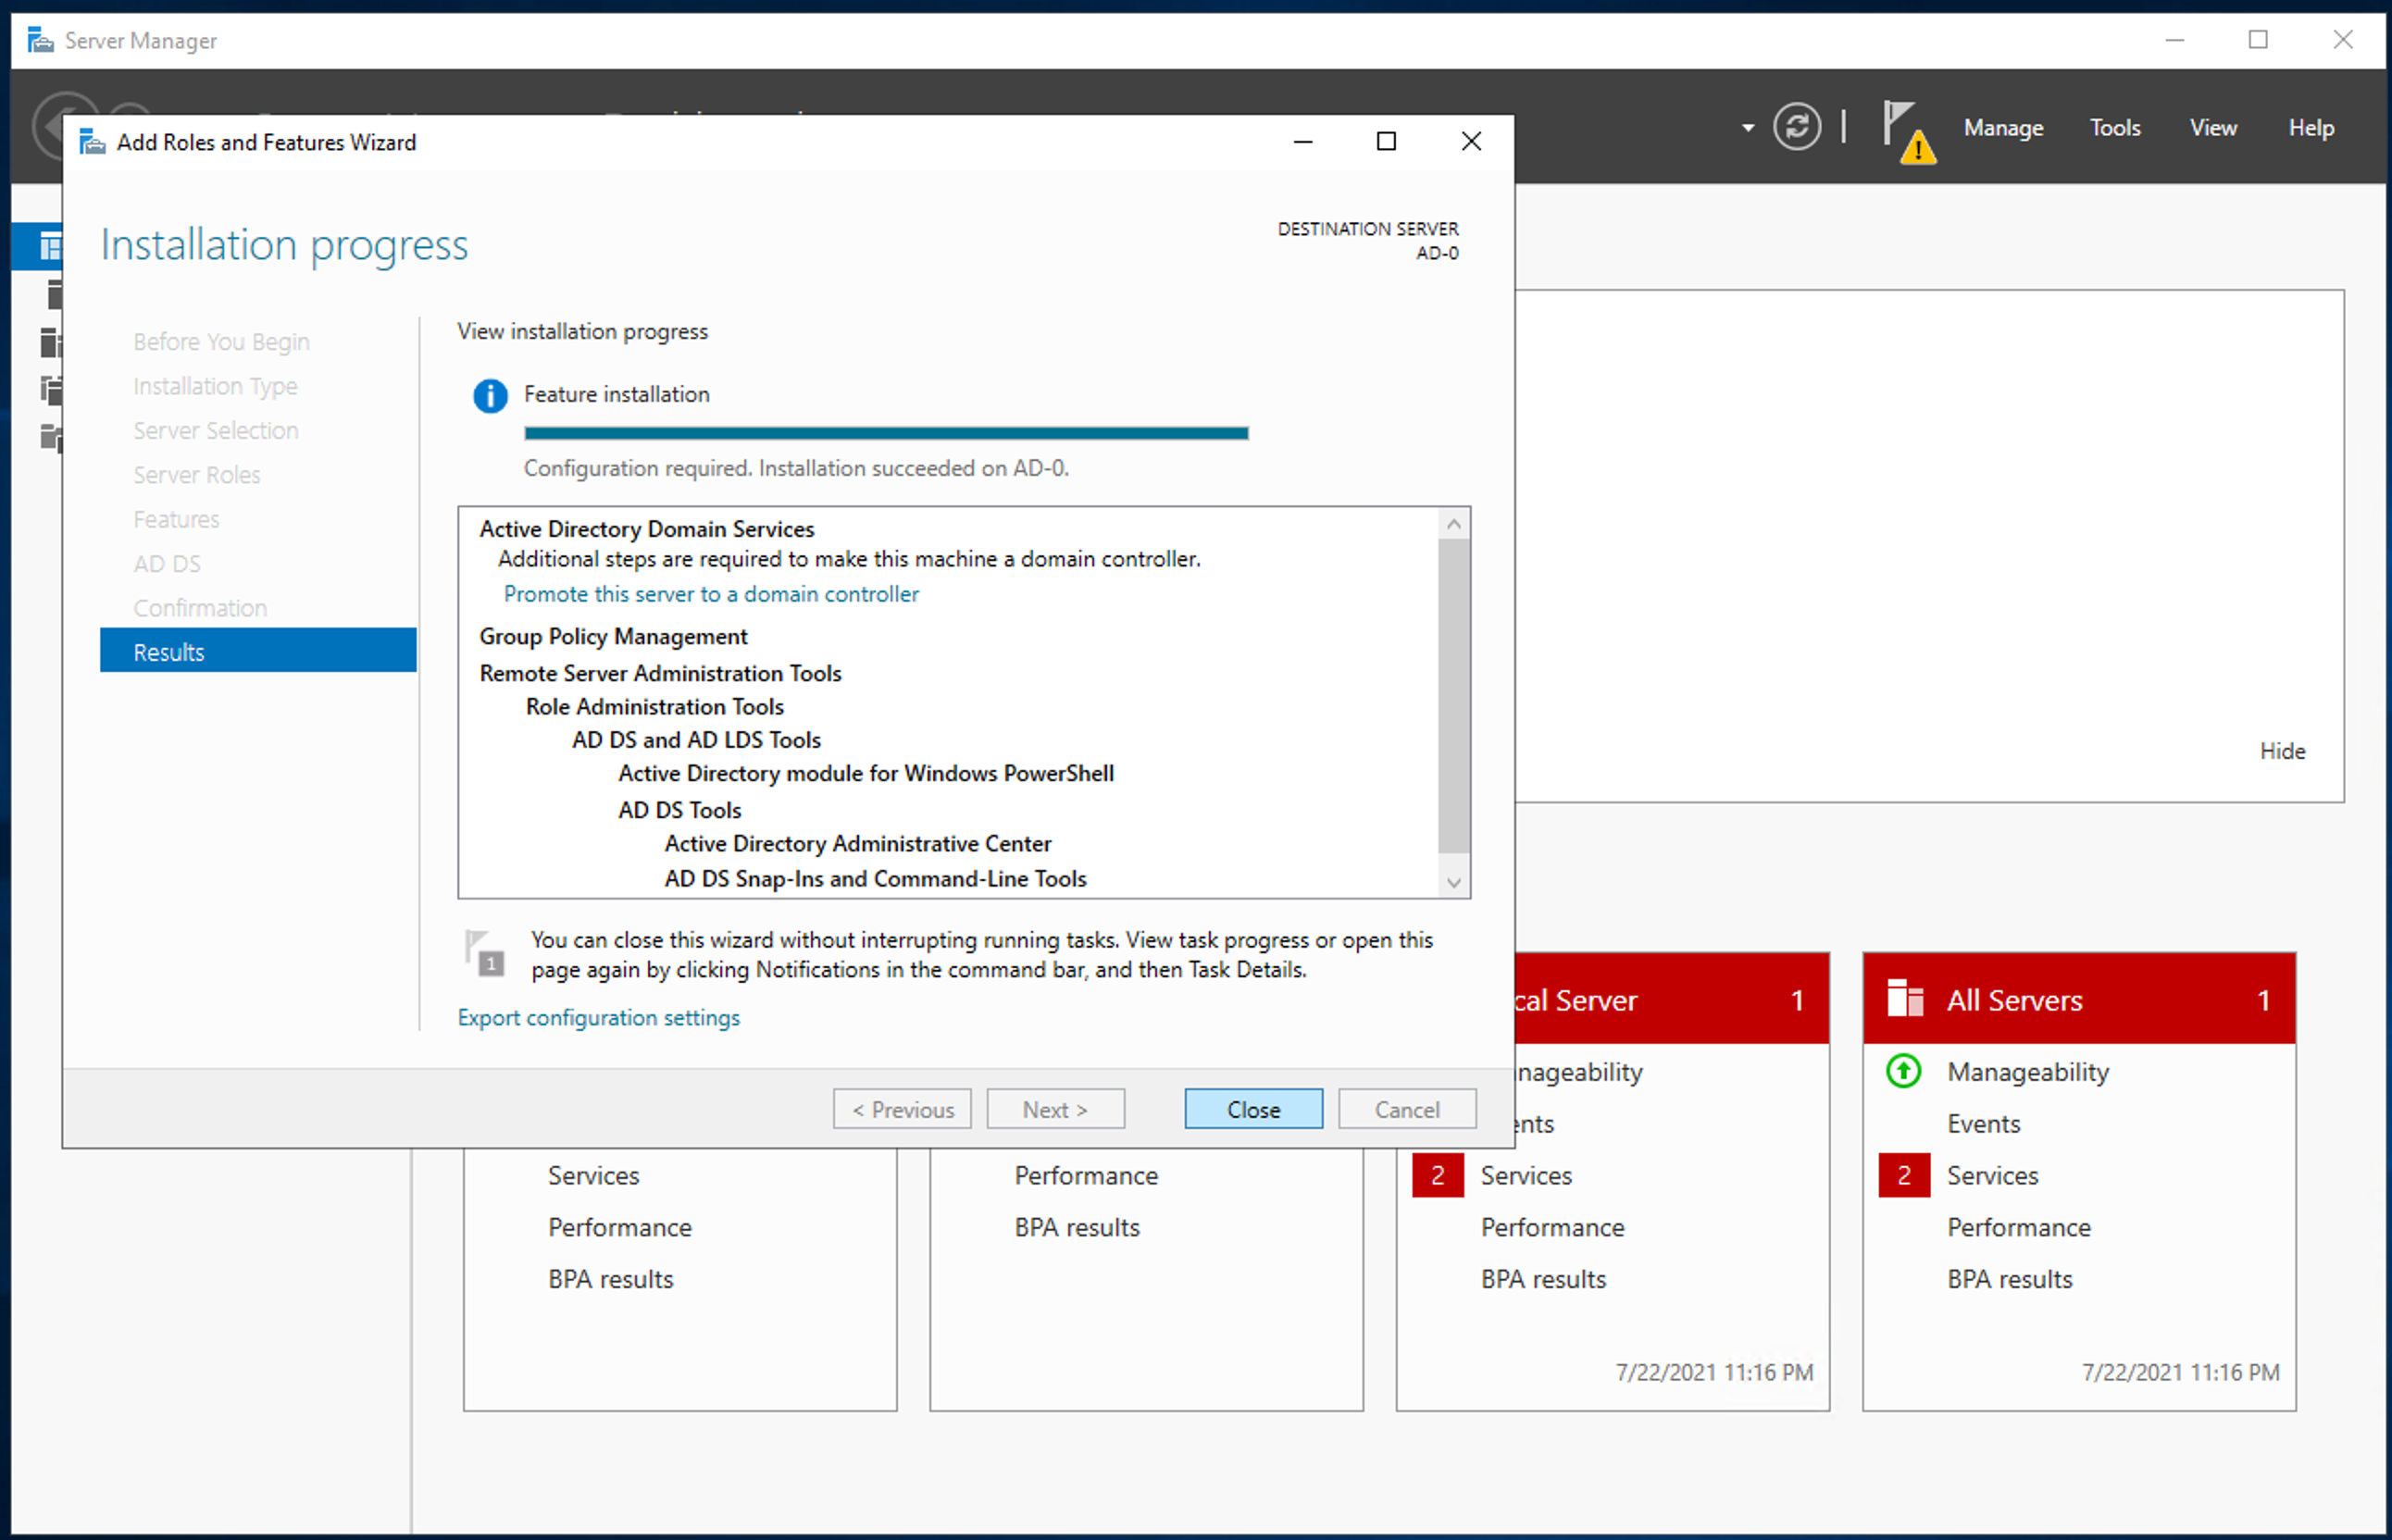 Server Manager
Manage
Tools
View
Help
Add Roles and Features Wizard
Installation progress
DESTINATION SERVER
AD-0
Before You Begin
Installation Type
Server Selection
Server Roles
Features
AD DS
Confirmation
Results
View installation progress
Feature installation
Configuration required. Installation succeeded on AD-0.
Active Directory Domain Services
Additional steps are required to make this machine a domain controller.
Promote this server to a domain controller
Group Policy Management
Remote Server Administration Tools
Role Administration Tools
AD DS and AD LDS Tools
Active Directory module for Windows PowerShell
AD DS Tools
Active Directory Administrative Center
AD DS Snap-Ins and Command-Line Tools
1
You can close this wizard without interrupting running tasks. View task progress or open this
page again by clicking Notifications in the command bar, and then Task Details.
Export configuration settings
< Previous
Next >
Close
Cancel
Hide
Services
Performance
BPA results
Performance
BPA results
cal Server 1
nageability
ents
2 Services
Performance
BPA results
7/22/2021 11:16 PM
All Servers 1
Manageability
Events
2 Services
Performance
BPA results
7/22/2021 11:16 PM